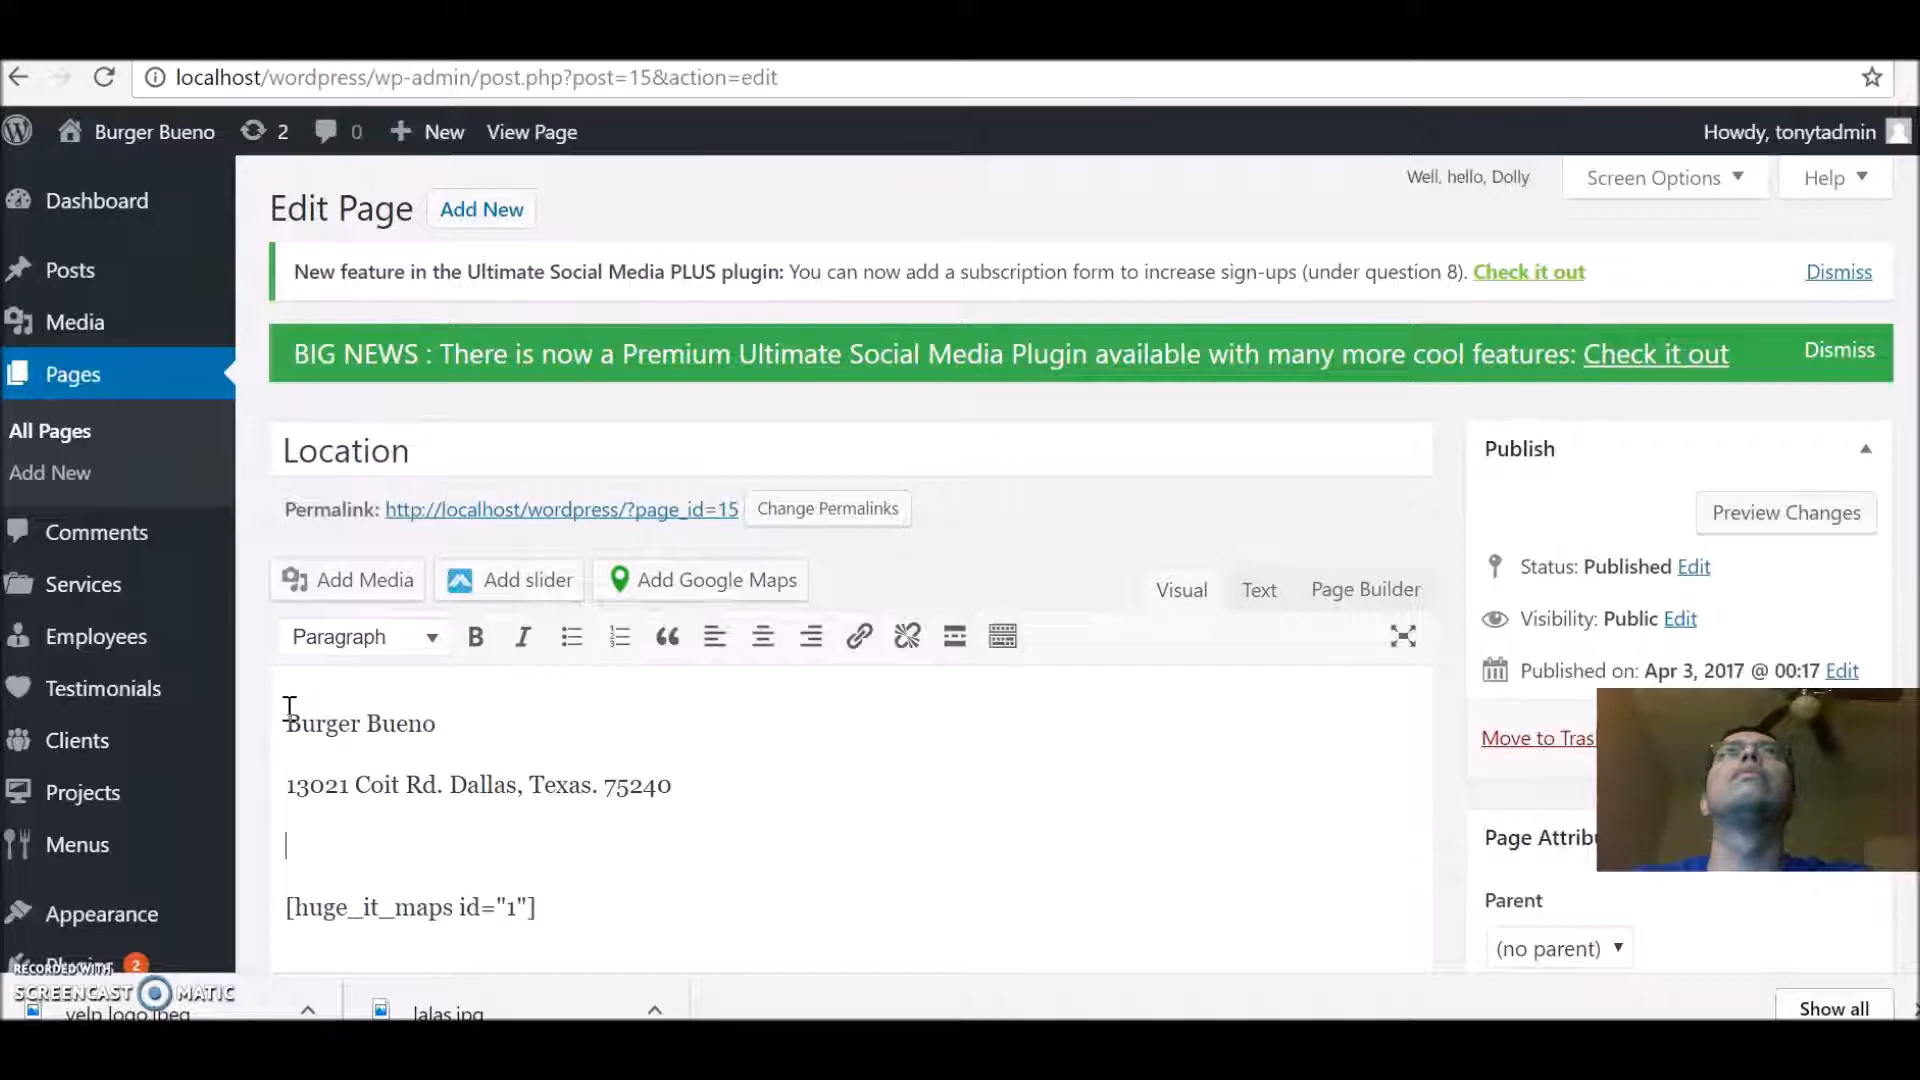 localhost/wordpress/wp-admin/post.php?post=15&action=edit
Burger Bueno 2 0 New View Page Howdy, tonytadmin
Well, hello, Dolly Screen Options Help
Edit Page Add New
New feature in the Ultimate Social Media PLUS plugin: You can now add a subscription form to increase sign-ups (under question 8). Check it out Dismiss
BIG NEWS : There is now a Premium Ultimate Social Media Plugin available with many more cool features: Check it out Dismiss
Dashboard
Posts
Media
Pages
All Pages
Add New
Comments
Services
Employees
Testimonials
Clients
Projects
Menus
Appearance
2
Location
Permalink: http://localhost/wordpress/?page_id=15 Change Permalinks
Add Media Add slider Add Google Maps
Visual Text Page Builder
Paragraph B I
Burger Bueno
13021 Coit Rd. Dallas, Texas. 75240
[huge_it_maps id="1"]
Publish
Preview Changes
Status: Published Edit
Visibility: Public Edit
Published on: Apr 3, 2017 @ 00:17 Edit
Move to Tras
Page Attrib
Parent
(no parent)
RECORDED WITH
SCREENCAST MATIC
yelp logo.jpeg
lalas.jpg
Show all